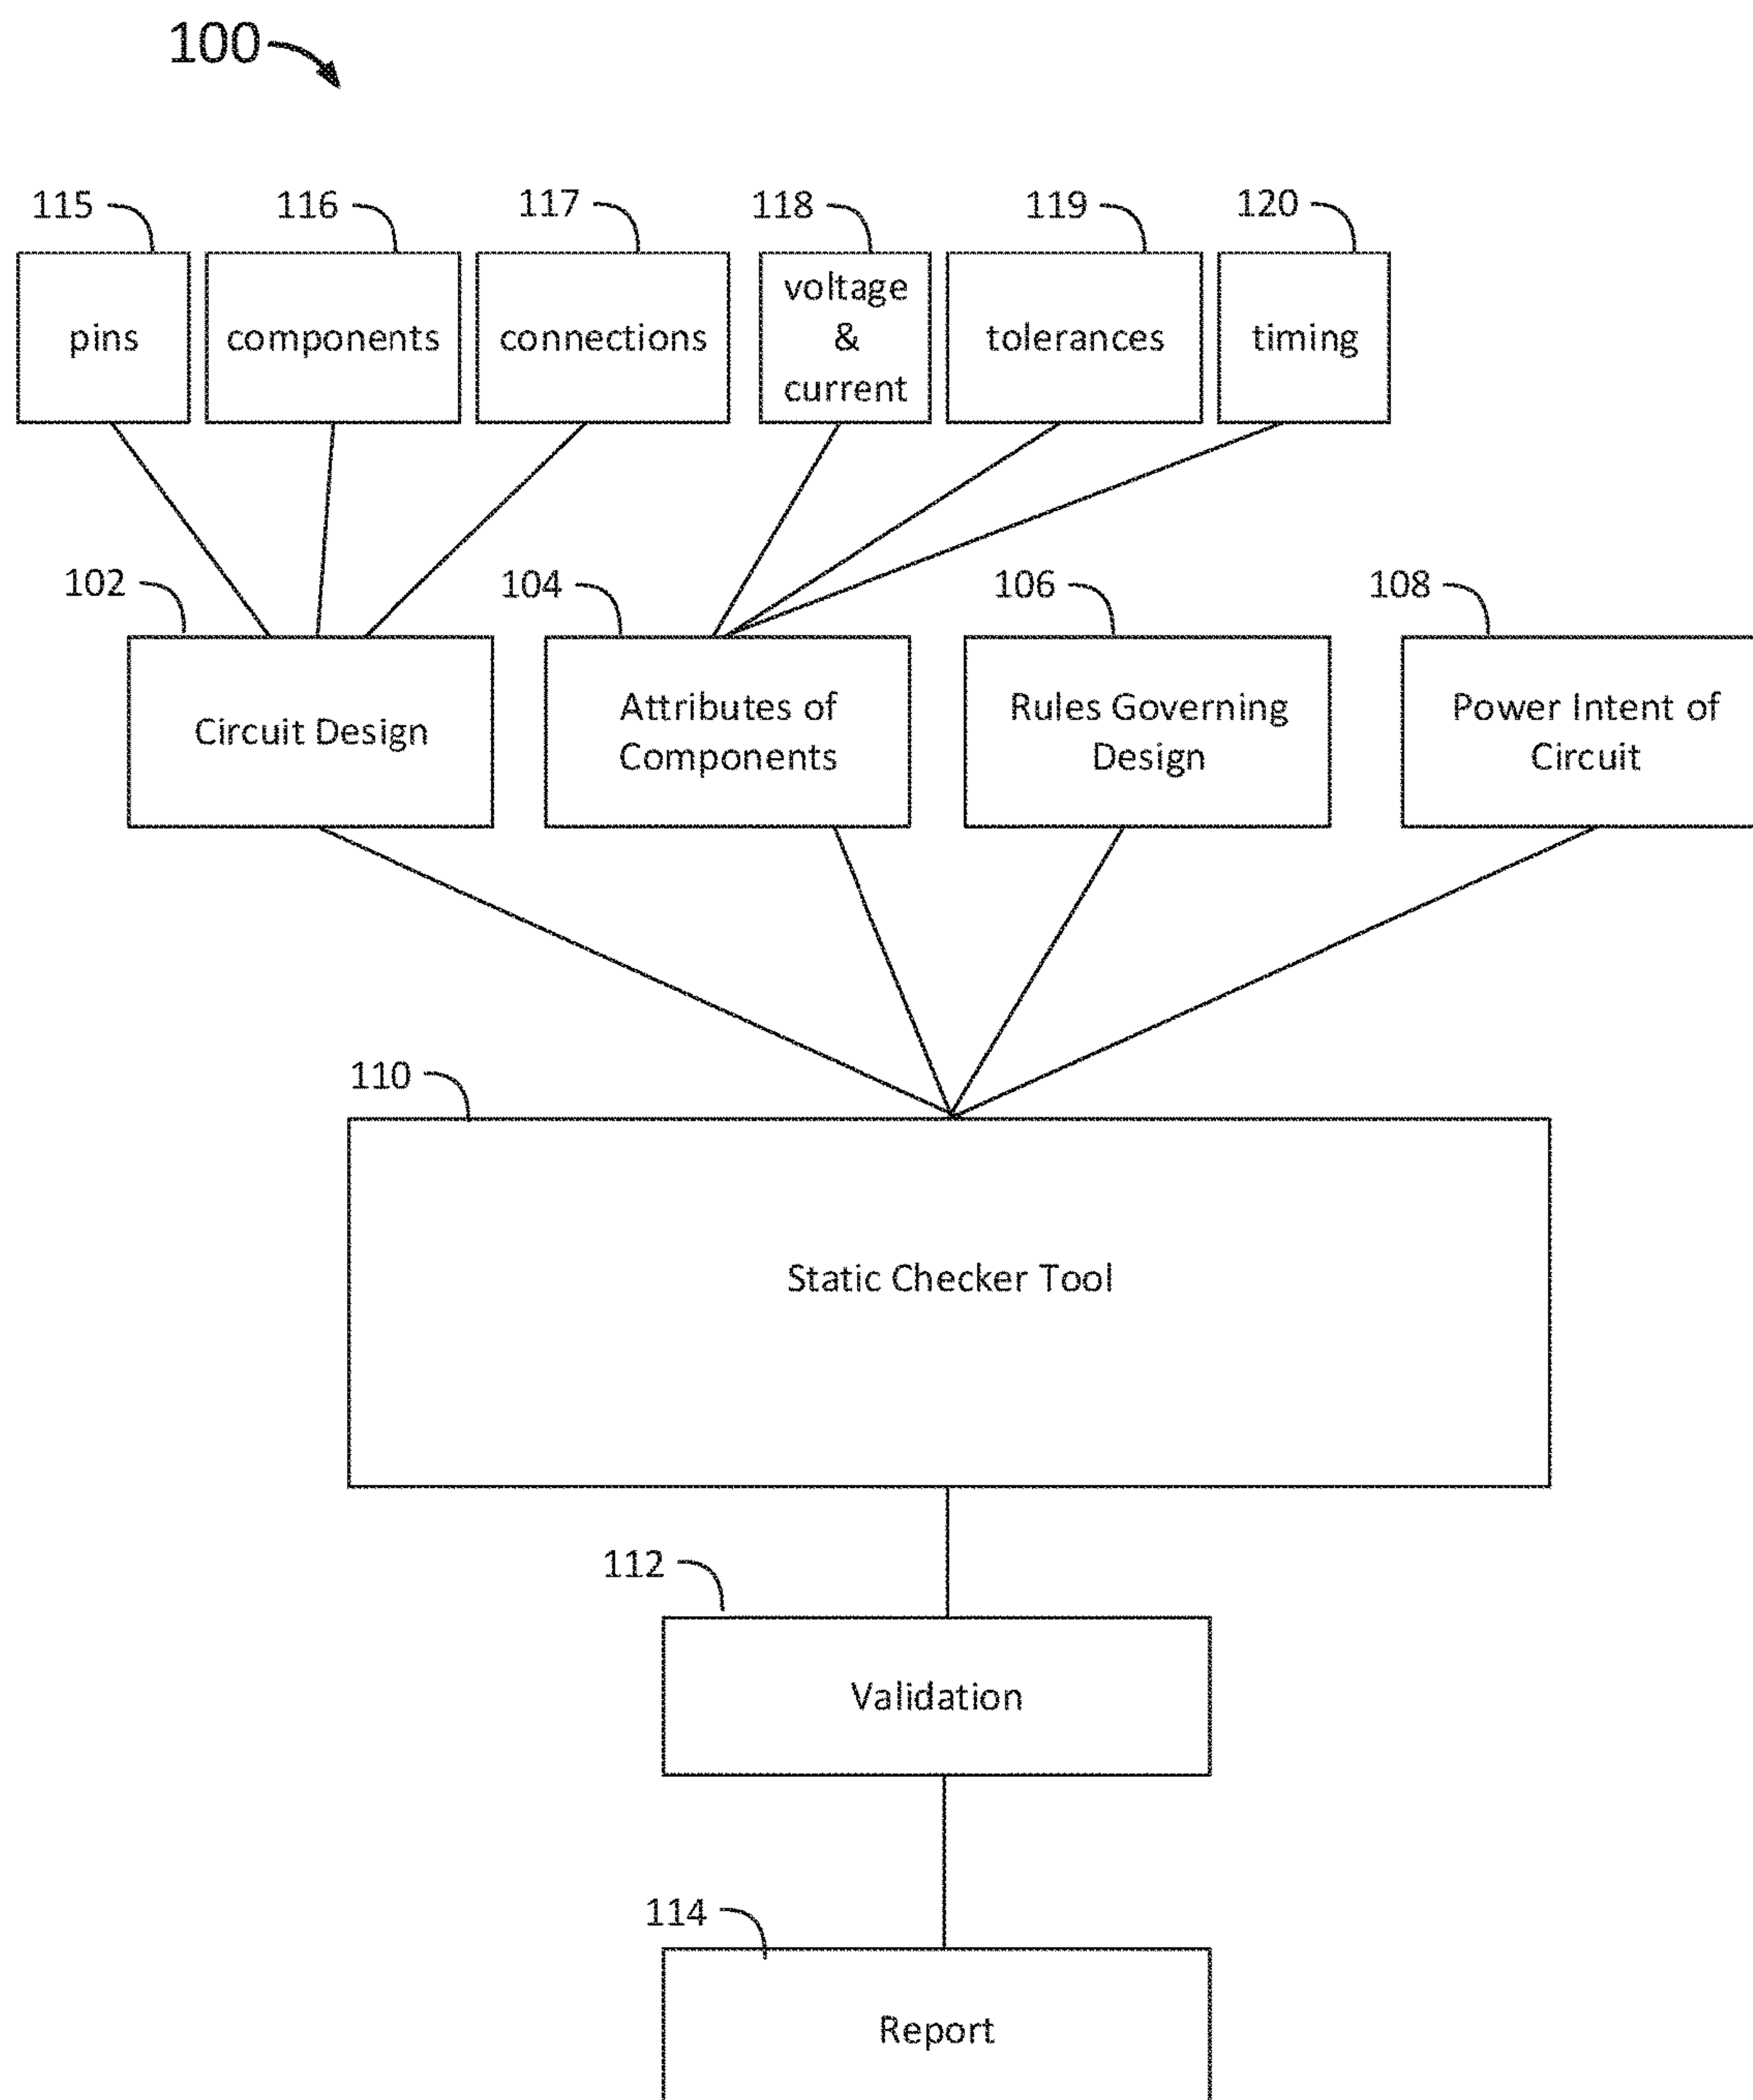 100
115
116
117
118
119
120
pins
components
connections
voltage
&
current
tolerances
timing
102
104
106
108
Circuit Design
Attributes of
Components
Rules Governing
Design
Power Intent of
Circuit
110
Static Checker Tool
112
Validation
114
Report